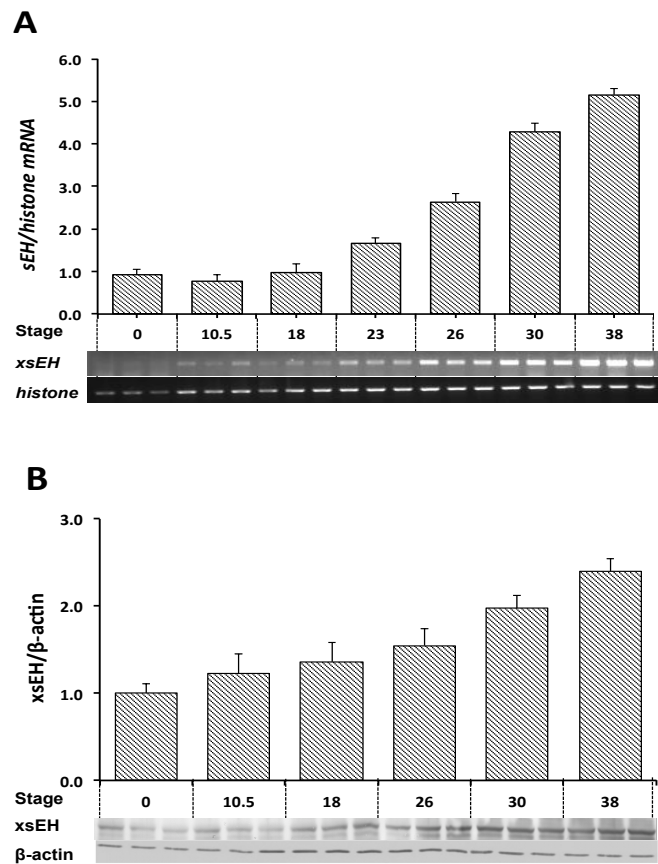 A
6.0
5.0
4.0
3.0
2.0
1.0
0.0
sEH/histone mRNA
Stage 0 10.5 18 23 26 30 38
xsEH
histone
B
3.0
2.0
1.0
0.0
xsEH/β-actin
Stage 0 10.5 18 26 30 38
xsEH
β-actin